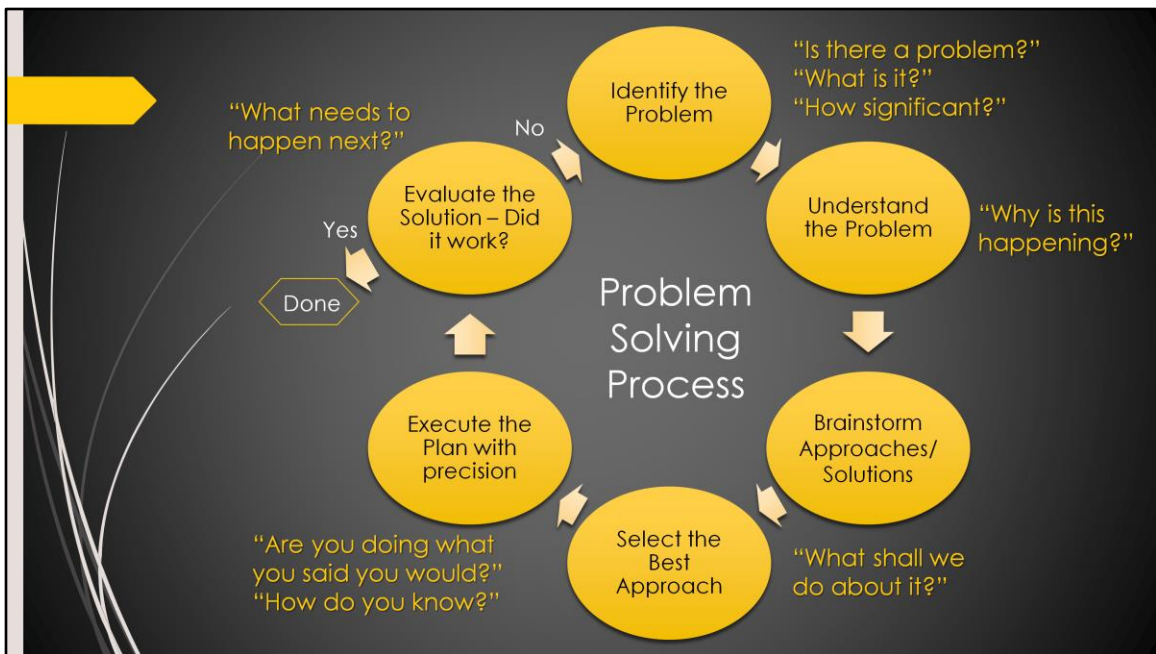 Identify the
Problem
“Is there a problem?”
“What is it?”
“How significant?”
Understand
the Problem
“Why is this
happening?”
Brainstorm
Approaches/
Solutions
“What shall we
do about it?”
Select the
Best
Approach
Execute the
Plan with
precision
“Are you doing what
you said you would?”
“How do you know?”
Evaluate the
Solution – Did
it work?
“What needs to
happen next?”
No
Yes
Done
Problem
Solving
Process